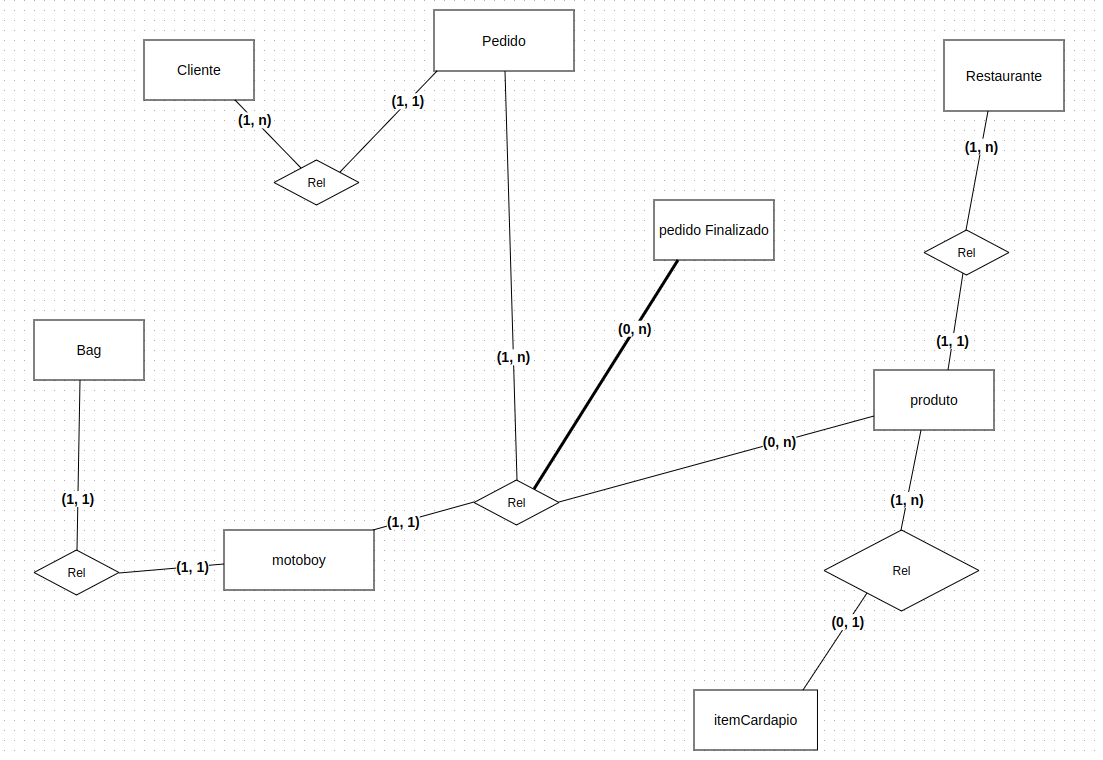 Pedido
Cliente
Restaurante
(1, 1)
(1, n)
(1, n)
Rel
pedido Finalizado
Rel
(0, n)
(1, 1)
Bag
(1, n)
produto
(0, n)
(1, 1)
(1, n)
Rel
(1, 1)
motoboy
(1, 1)
Rel
Rel
(0, 1)
itemCardapio